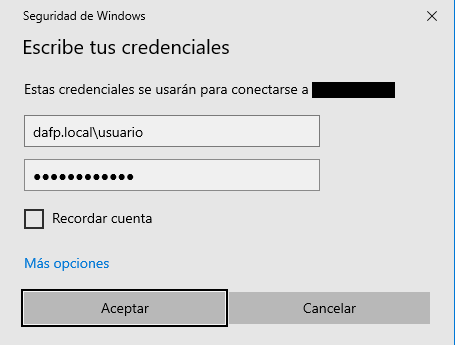 Seguridad de Windows
Escribe tus credenciales
Estas credenciales se usarán para conectarse a
dafp.local\usuario
●●●●●●●●●●●●
Recordar cuenta
Más opciones
Aceptar
Cancelar